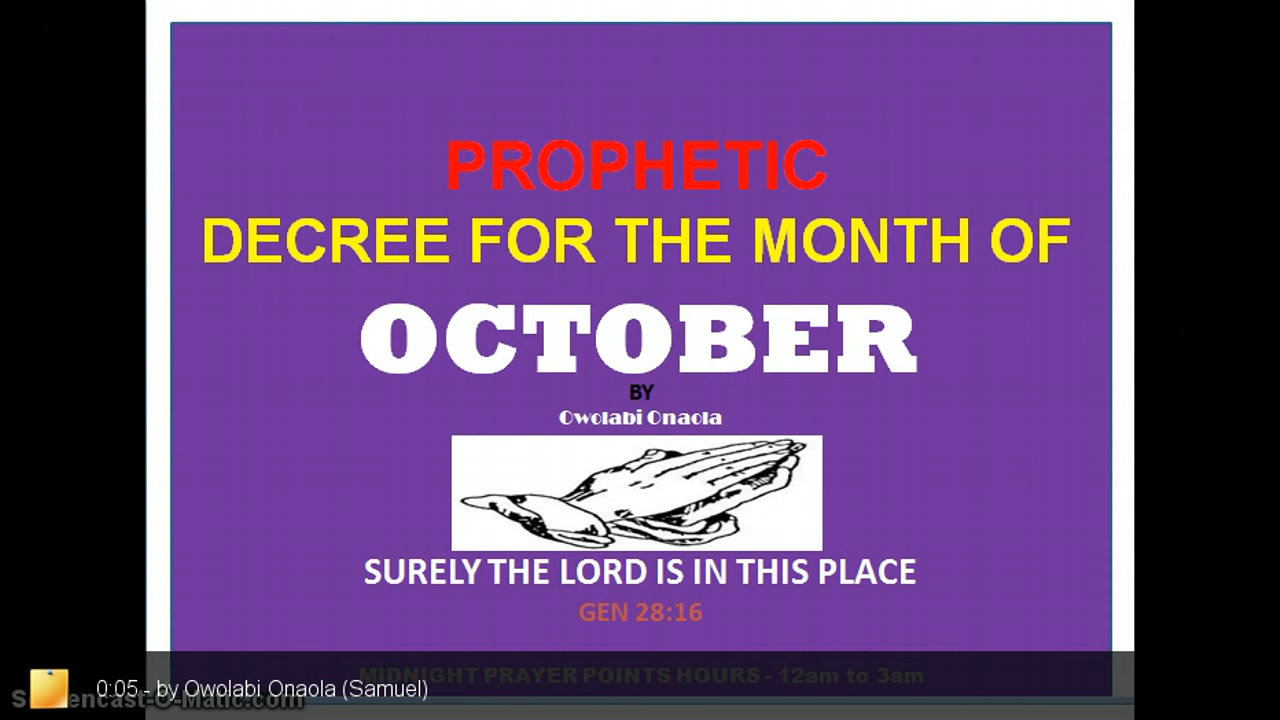 PROPHETIC
DECREE FOR THE MONTH OF
OCTOBER
BY
Owolabi Onaola
SURELY THE LORD IS IN THIS PLACE
GEN 28:16
MIDNIGHT PRAYER POINTS HOURS - 12am to 3am
0:05 - by Owolabi Onaola (Samuel)
Screencast-O-Matic.com